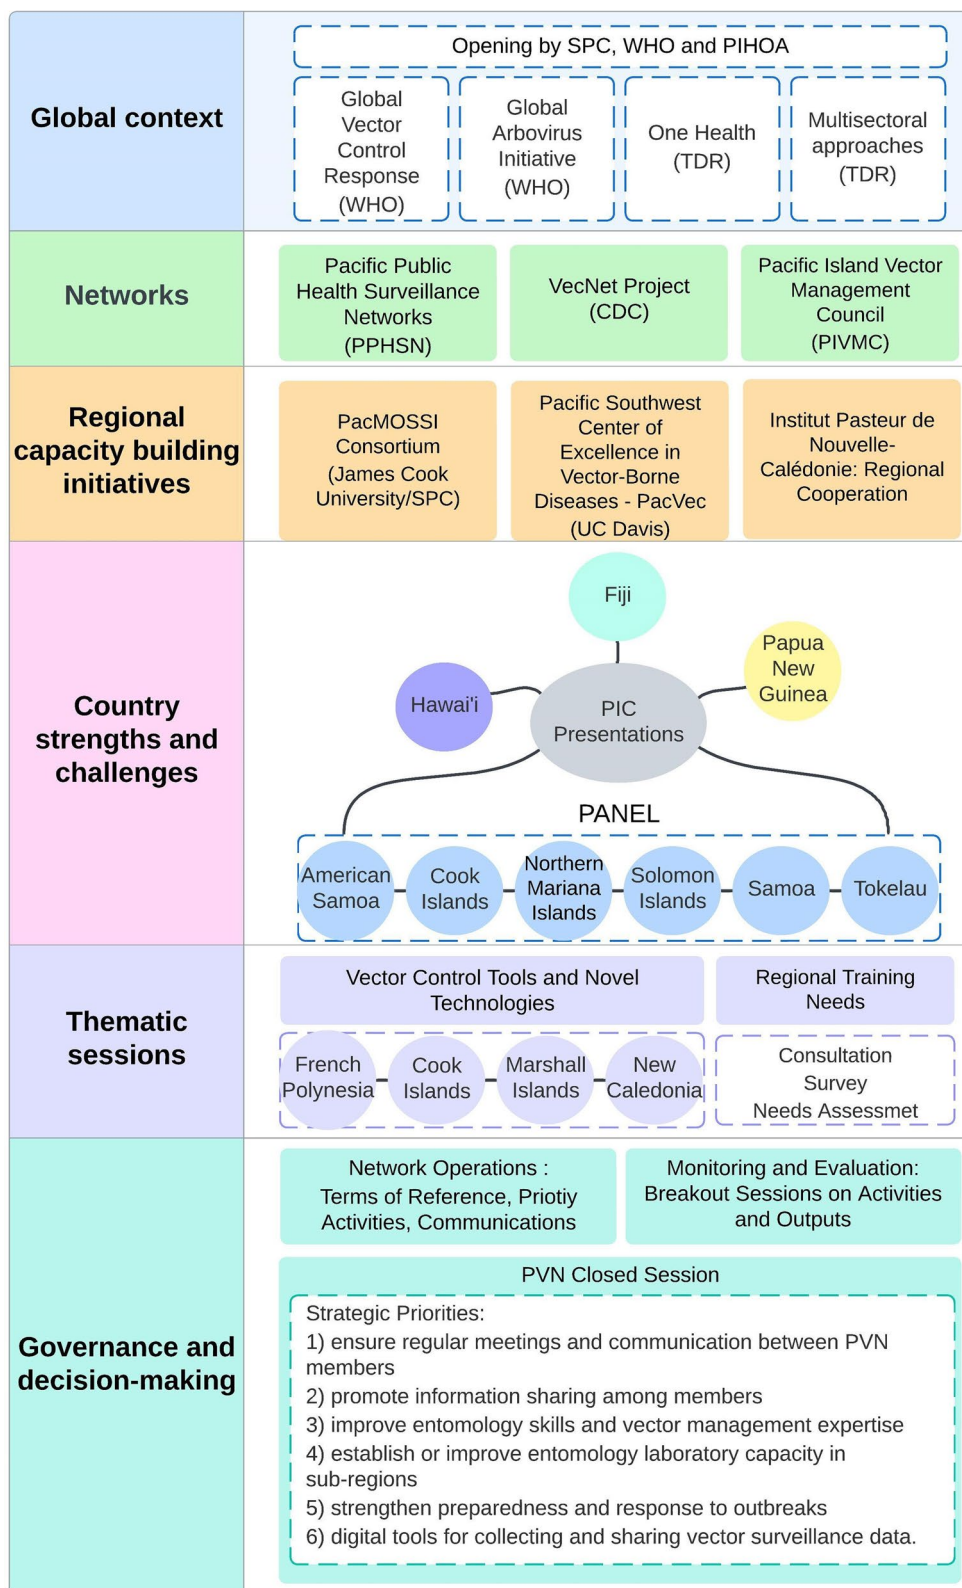 Global context
Opening by SPC, WHO and PIHOA
Global
Vector
Control
Response
(WHO)
Global
Arbovirus
Initiative
(WHO)
One Health
(TDR)
Multisectoral
approaches
(TDR)
Networks
Pacific Public
Health Surveillance
Networks
(PPHSN)
VecNet Project
(CDC)
Pacific Island Vector
Management
Council
(PIVMC)
Regional
capacity building
initiatives
PacMOSSI
Consortium
(James Cook
University/SPC)
Pacific Southwest
Center of
Excellence in
Vector-Borne
Diseases - PacVec
(UC Davis)
Institut Pasteur de
Nouvelle-
Calédonie: Regional
Cooperation
Country
strengths and
challenges
Fiji
Hawai'i
Papua
New
Guinea
PIC
Presentations
PANEL
American
Samoa
Cook
Islands
Northern
Mariana
Islands
Solomon
Islands
Samoa
Tokelau
Thematic
sessions
Vector Control Tools and Novel
Technologies
Regional Training
Needs
French
Polynesia
Cook
Islands
Marshall
Islands
New
Caledonia
Consultation
Survey
Needs Assessmet
Governance and
decision-making
Network Operations :
Terms of Reference, Priotiy
Activities, Communications
Monitoring and Evaluation:
Breakout Sessions on Activities
and Outputs
PVN Closed Session
Strategic Priorities:
1) ensure regular meetings and communication between PVN
members
2) promote information sharing among members
3) improve entomology skills and vector management expertise
4) establish or improve entomology laboratory capacity in
sub-regions
5) strengthen preparedness and response to outbreaks
6) digital tools for collecting and sharing vector surveillance data.